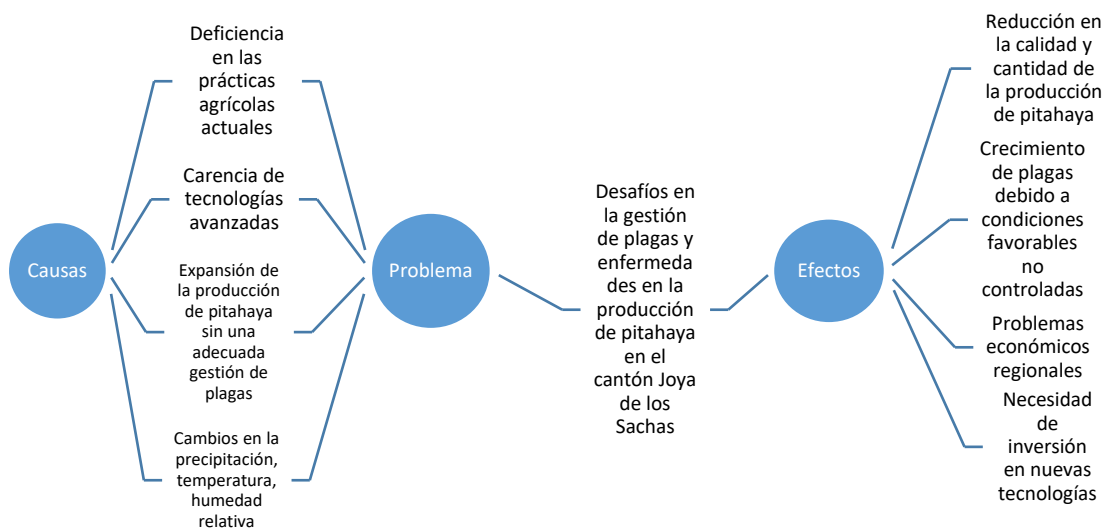 Causas
Deficiencia
en las
prácticas
agrícolas
actuales
Carencia de
tecnologías
avanzadas
Expansión de
la producción
de pitahaya
sin una
adecuada
gestión de
plagas
Cambios en la
precipitación,
temperatura,
humedad
relativa
Problema
Desafíos en
la gestión
de plagas y
enfermeda
des en la
producción
de pitahaya
en el
cantón Joya
de los
Sachas
Efectos
Reducción en
la calidad y
cantidad de
la producción
de pitahaya
Crecimiento
de plagas
debido a
condiciones
favorables
no
controladas
Problemas
económicos
regionales
Necesidad
de
inversión
en nuevas
tecnologías